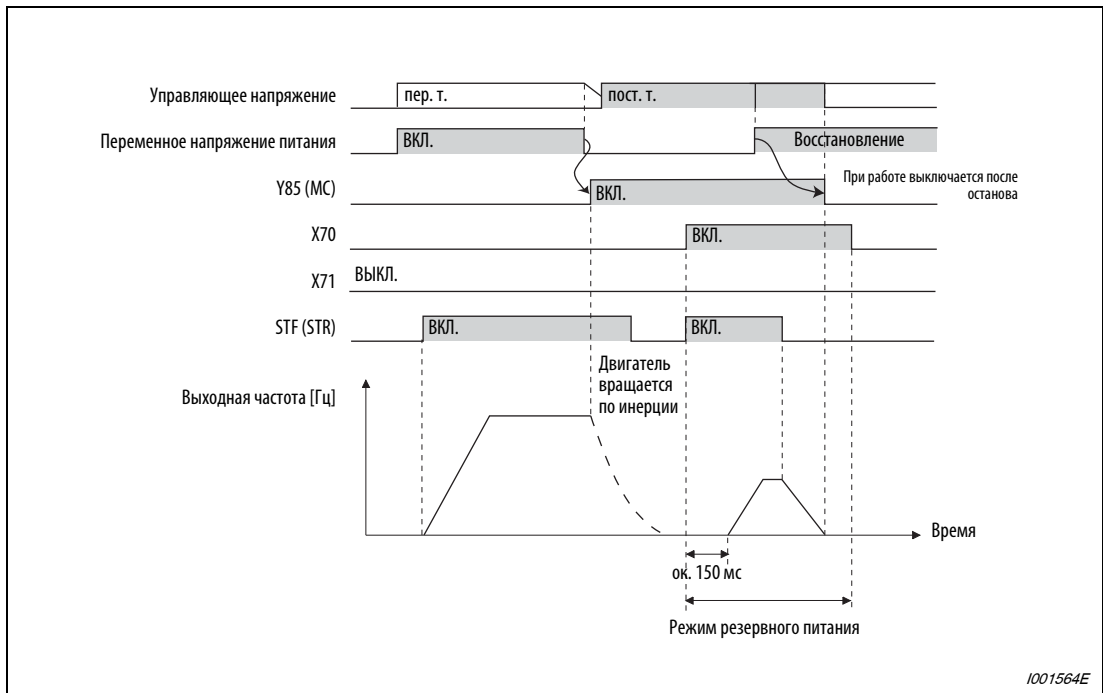 Управляющее напряжение
пер. т.
пост. т.
Переменное напряжение питания
ВКЛ.
Восстановление
Y85 (MC)
ВКЛ.
При работе выключается после
останова
X70
ВКЛ.
X71
ВЫКЛ.
STF (STR)
ВКЛ.
ВКЛ.
Двигатель
вращается
по инерции
Выходная частота [Гц]
Время
ок. 150 мс
Режим резервного питания
I001564E